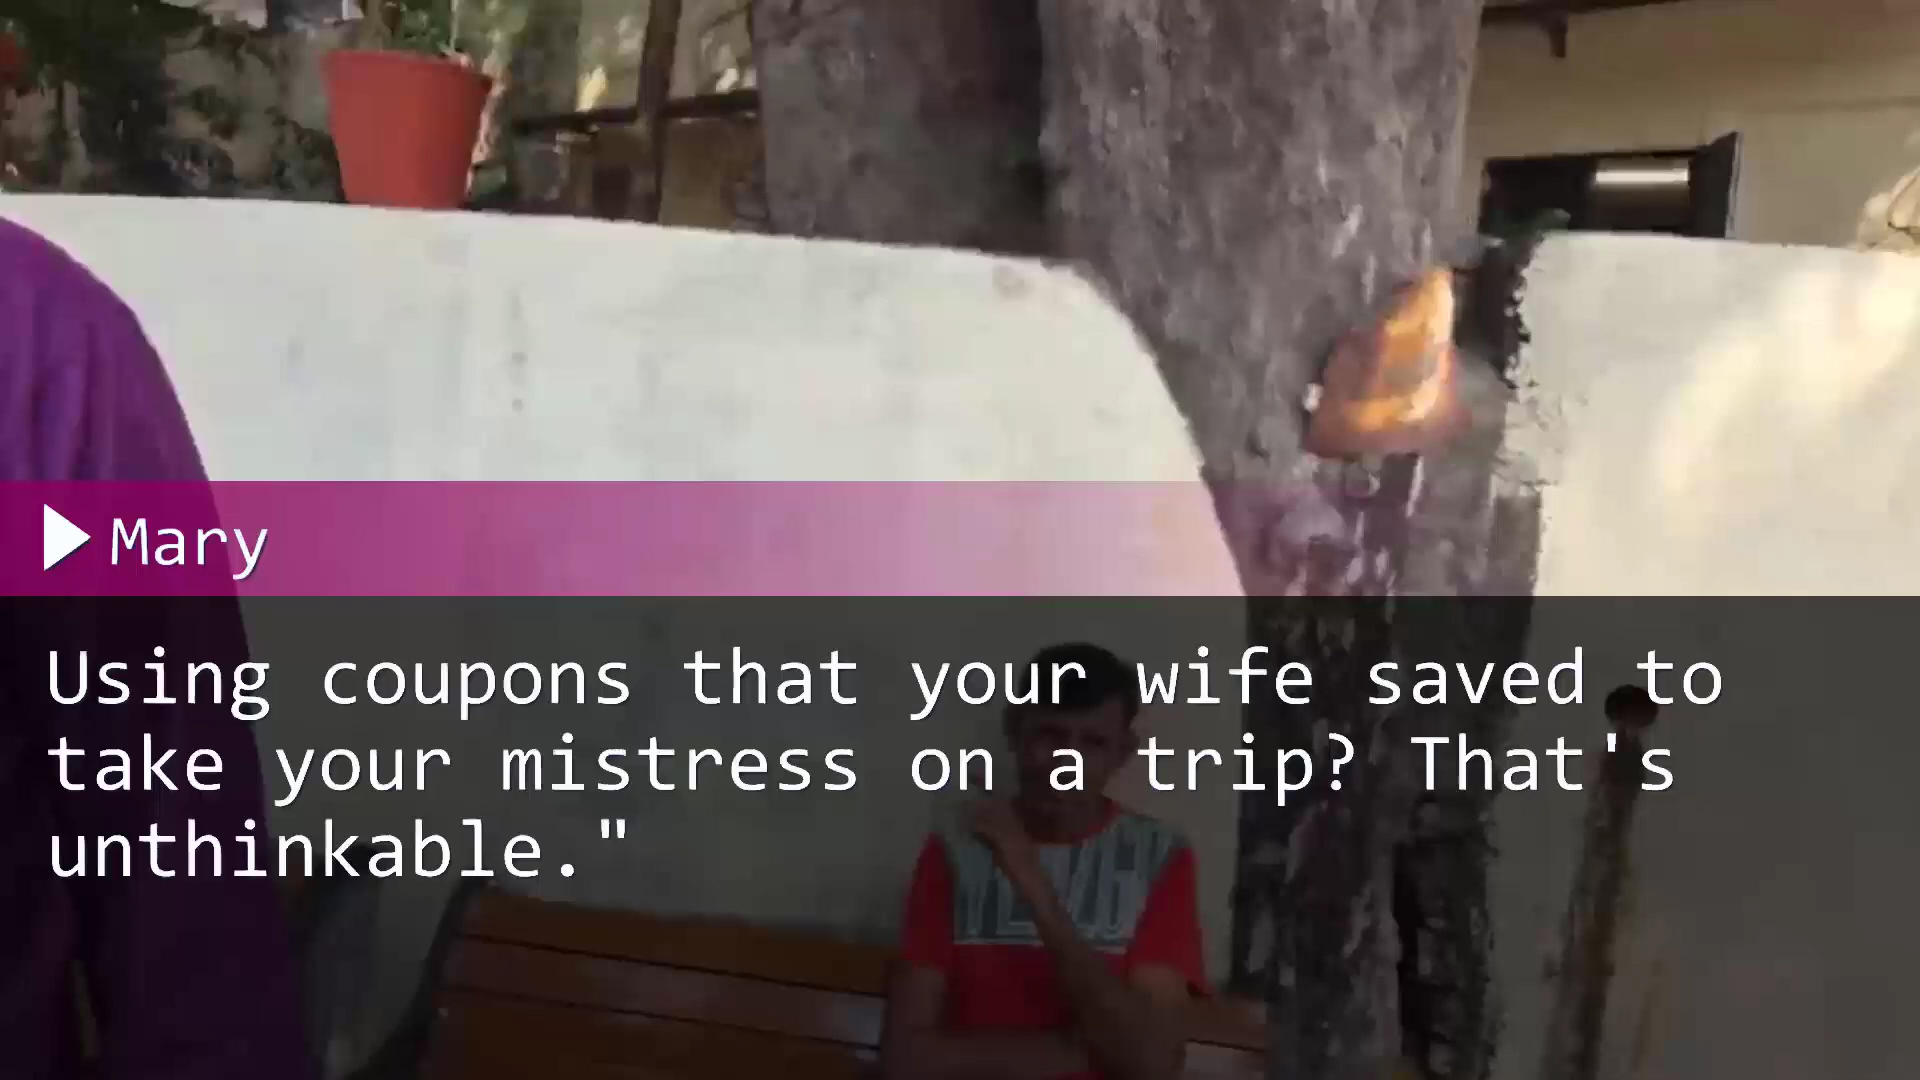 Mary
Using coupons that your wife saved to
take your mistress on a trip? That's
unthinkable."